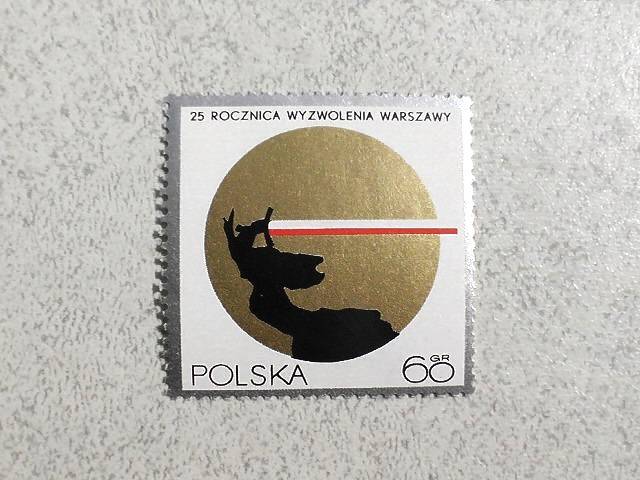 25 ROCZNICA WYZWOLENIA WARSZAWY
POLSKA 60 GR